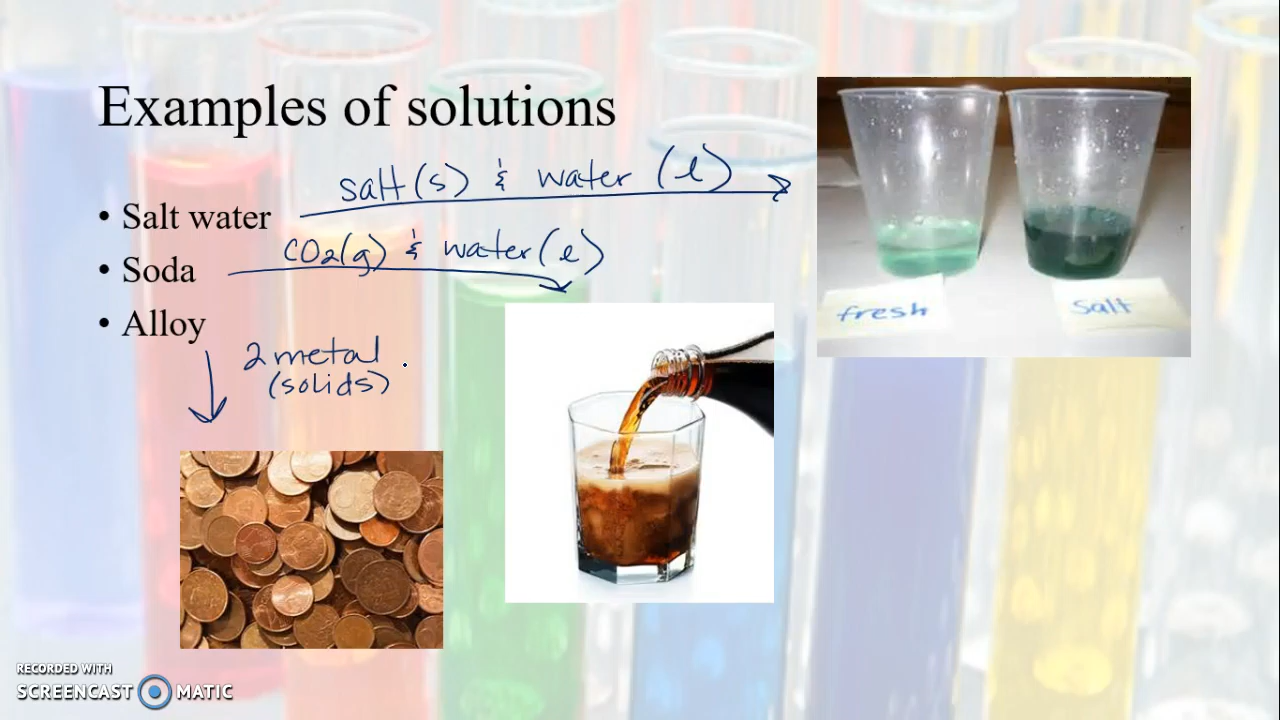 Examples of solutions
salt(s) & water (l)
• Salt water
CO2(g) & water(l)
• Soda
• Alloy
2 metal
(solids)
fresh
Salt
RECORDED WITH
SCREENCAST MATIC